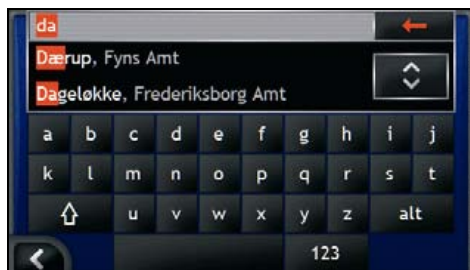 da
Dærup, Fyns Amt
Dageløkke, Frederiksborg Amt
a b c d e f g h i j
k l m n o p q r s t
u v w x y z alt
123